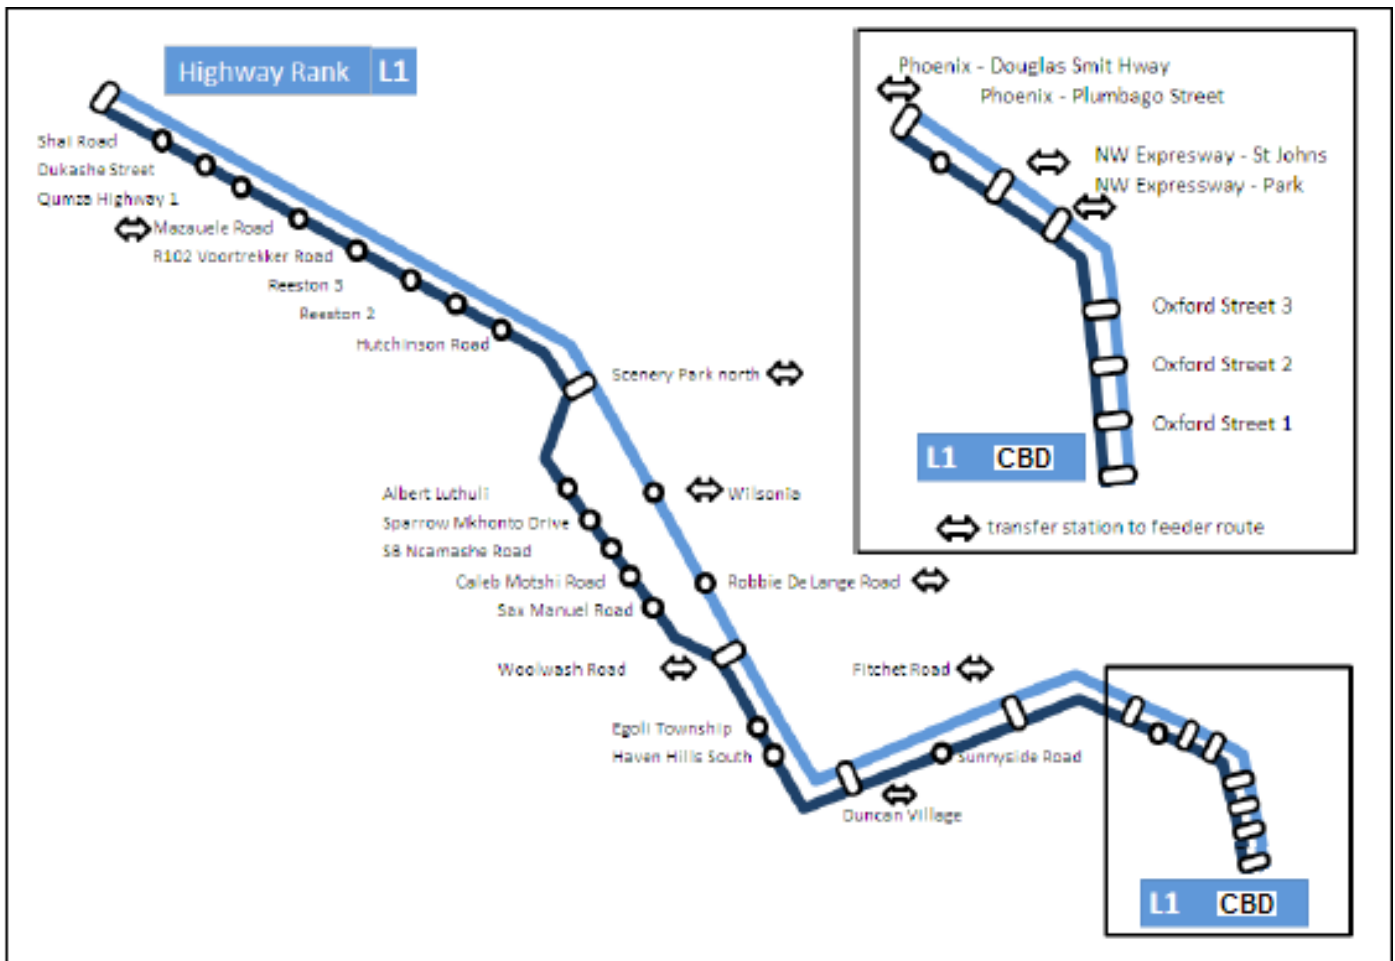 Highway Rank L1
Shai Road
Dukashe Street
Qumza Highway 1
Mazauele Road
R102 Voortrekker Road
Reeston 3
Reeston 2
Hutchinson Road
Scenery Park north
Albert Luthuli
Wilsonia
Sparrow Mkhonto Drive
SB Ncamashe Road
Caleb Motshi Road
Robbie De Lange Road
Sax Manuel Road
Woolwash Road
Fitchet Road
Egoli Township
Haven Hills South
Sunnyside Road
Duncan Village
L1 CBD
Phoenix - Douglas Smit Hway
Phoenix - Plumbago Street
NW Expresway - St Johns
NW Expressway - Park
Oxford Street 3
Oxford Street 2
Oxford Street 1
L1 CBD
transfer station to feeder route